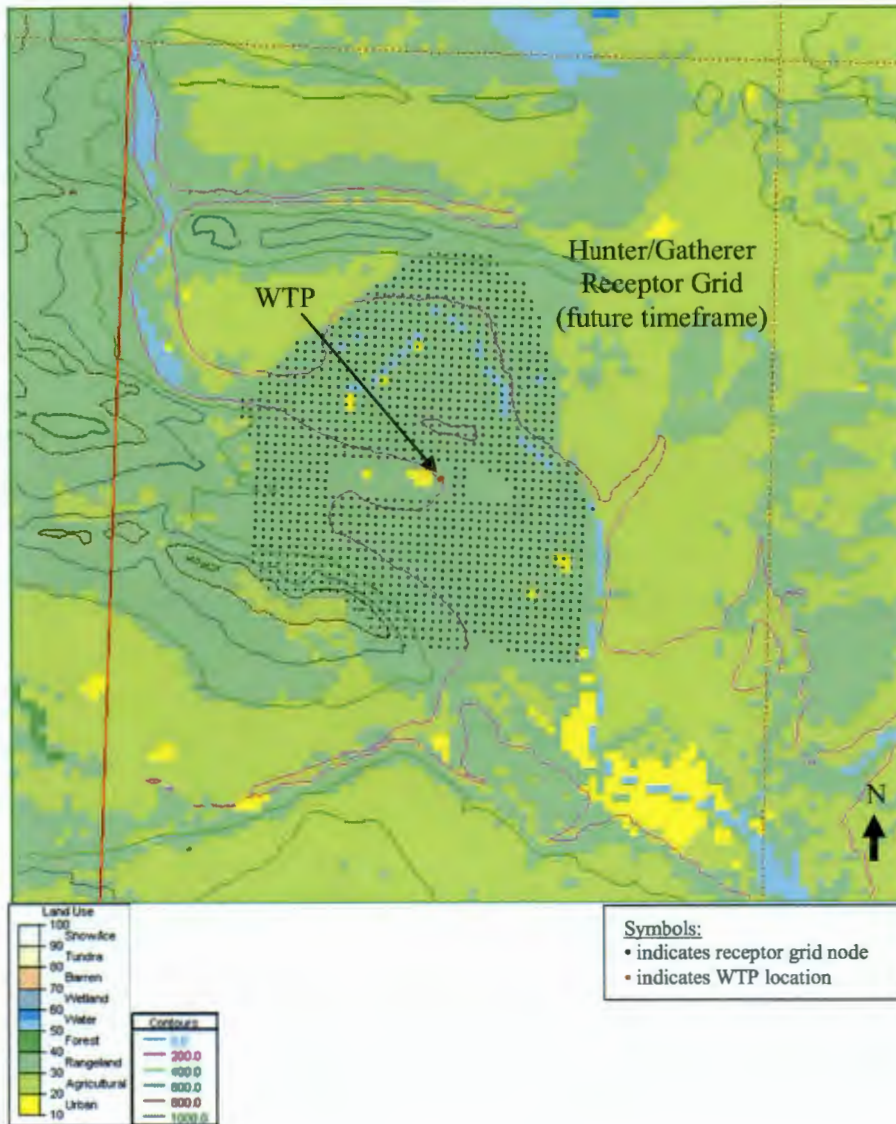 Hunter/Gatherer
Receptor Grid
(future timeframe)
WTP
N
Land Use
100
Snow/Ice
90
Tundra
80
Barren
70
Wetland
60
Water
50
Forest
40
Rangeland
30
Agricultural
20
Urban
10
Contours
0.0
200.0
400.0
600.0
800.0
1000.0
Symbols:
• indicates receptor grid node
• indicates WTP location